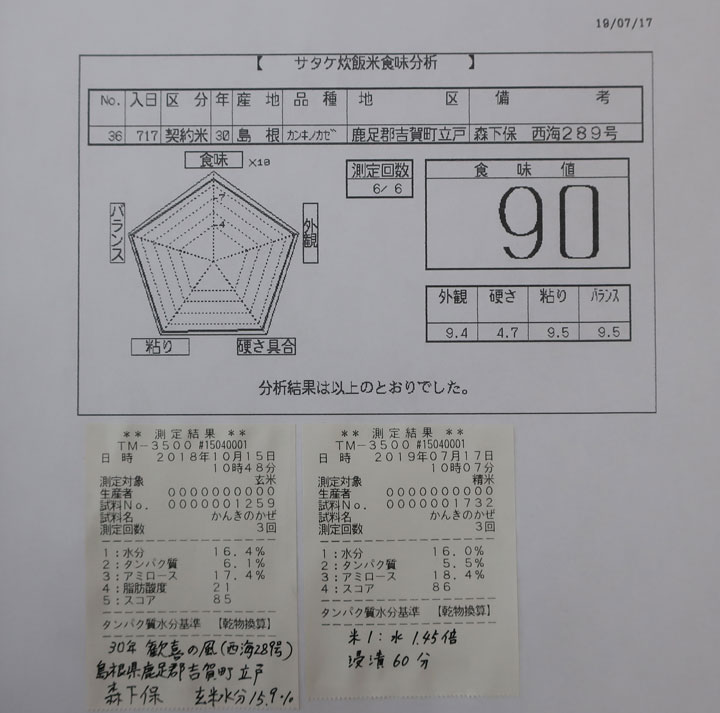 19/07/17
【 サタケ炊飯米食味分析 】
No. 入日 区分 年 産地 品種 地区 備考
36 717 契約米 30 島根 カンキノカゼ 鹿足郡吉賀町立戸 森下保 西海289号
食味 ×10
7
4
バランス
外観
粘り
硬さ具合
測定回数
6/ 6
食味値
90
外観 硬さ 粘り バランス
9.4 4.7 9.5 9.5
分析結果は以上のとおりでした。
** 測定結果 **
TM-3500 #15040001
日時 2018年10月15日
10時48分
測定対象 玄米
生産者 0000000000
試料No. 0000001259
試料名 かんきのかぜ
測定回数 3回
1:水分 16.4%
2:タンパク質 6.1%
3:アミロース 17.4%
4:脂肪酸度 21
5:スコア 85
タンパク質水分基準 【乾物換算】
30年 歓喜の風(西海289号)
島根県鹿足郡吉賀町立戸
森下保 玄米水分15.9%
** 測定結果 **
TM-3500 #15040001
日時 2019年07月17日
10時07分
測定対象 精米
生産者 0000000000
試料No. 0000001732
試料名 かんきのかぜ
測定回数 3回
1:水分 16.0%
2:タンパク質 5.5%
3:アミロース 18.4%
4:スコア 86
タンパク質水分基準 【乾物換算】
米1:水1.45倍
浸漬60分